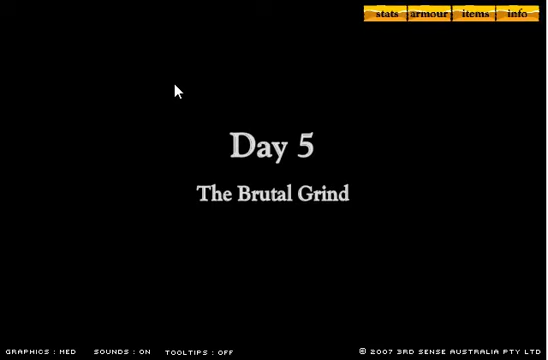 stats armour items info
Day 5
The Brutal Grind
GRAPHICS : MED SOUNDS : ON TOOLTIPS : OFF © 2007 3RD SENSE AUSTRALIA PTY LTD